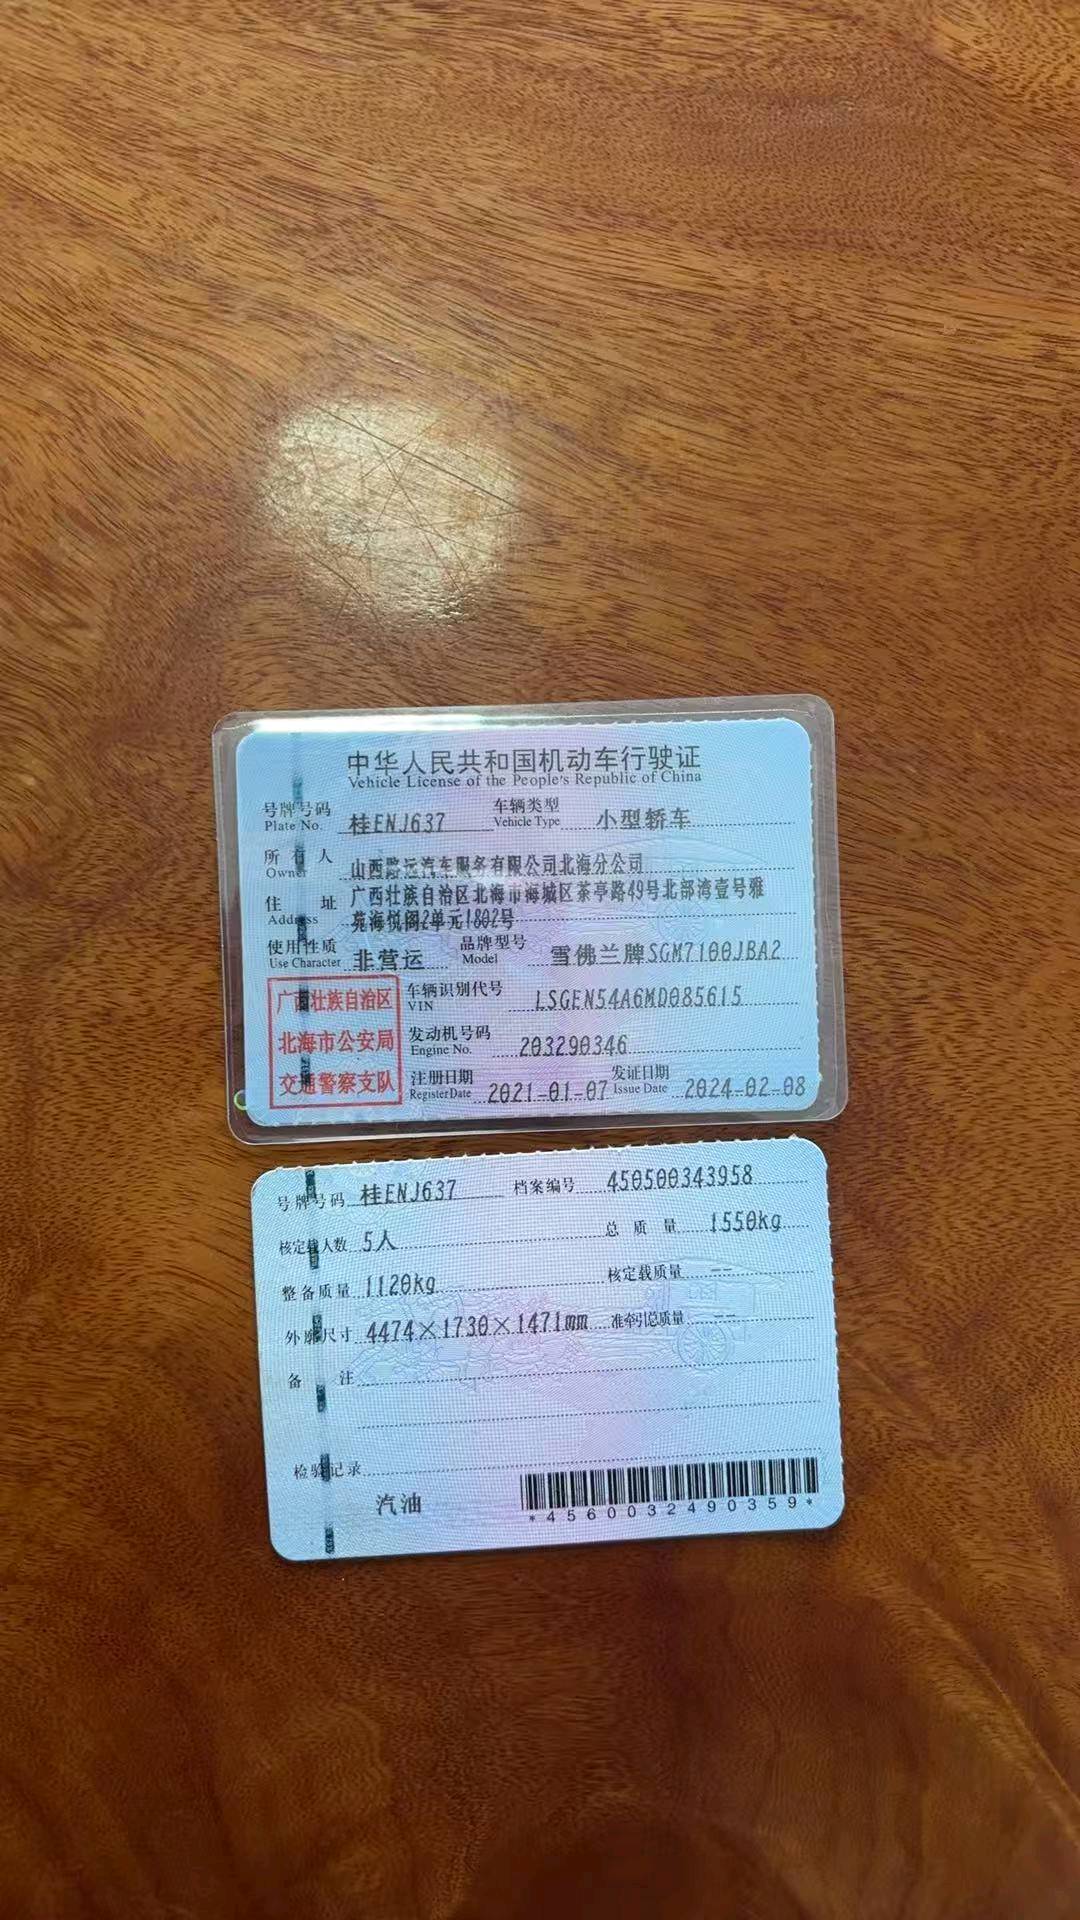 中华人民共和国机动车行驶证
Vehicle License of the People's Republic of China
号牌号码 桂ENJ637 车辆类型 小型轿车
Plate No. Vehicle Type
所有人 山西路运汽车服务有限公司北海分公司
Owner
住址 广西壮族自治区北海市海城区茶亭路49号北部湾壹号雅
Address 苑海悦阁2单元1802号
使用性质 非营运 品牌型号 雪佛兰牌SGM7100JBA2
Use Character Model
广西壮族自治区
北海市公安局
交通警察支队
车辆识别代号 LSGEN54A6MD085615
VIN
发动机号码 203290346
Engine No.
注册日期 2021-01-07 发证日期 2024-02-08
Register Date Issue Date
号牌号码 桂ENJ637 档案编号 450500343958
核定载人数 5人 总质量 1550kg
整备质量 1120kg 核定载质量 --
外廓尺寸 4474×1730×1471mm 准牵引总质量 --
备注
检验记录
汽油
*4560032490359*